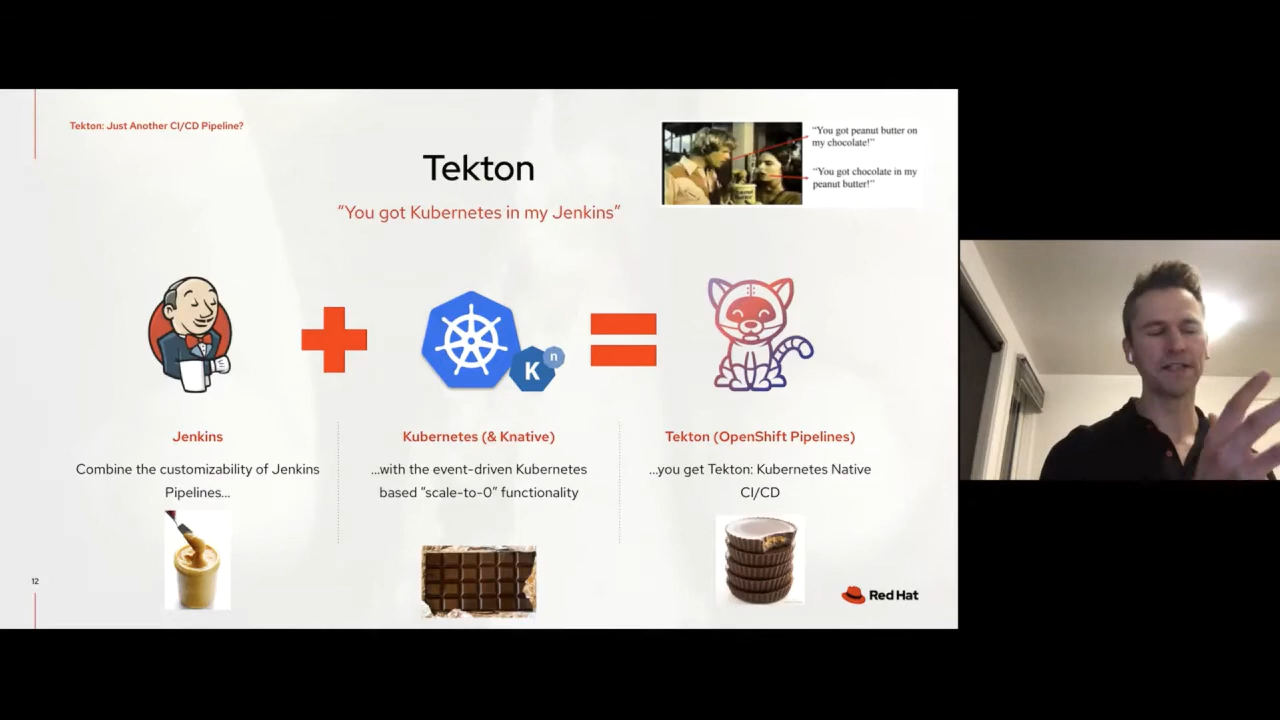 Tekton: Just Another CI/CD Pipeline?
Tekton
“You got Kubernetes in my Jenkins”
“You got peanut butter on
my chocolate!”
“You got chocolate in my
peanut butter!”
K
n
Jenkins
Combine the customizability of Jenkins
Pipelines...
Kubernetes (& Knative)
...with the event-driven Kubernetes
based “scale-to-0” functionality
Tekton (OpenShift Pipelines)
...you get Tekton: Kubernetes Native
CI/CD
12
Red Hat